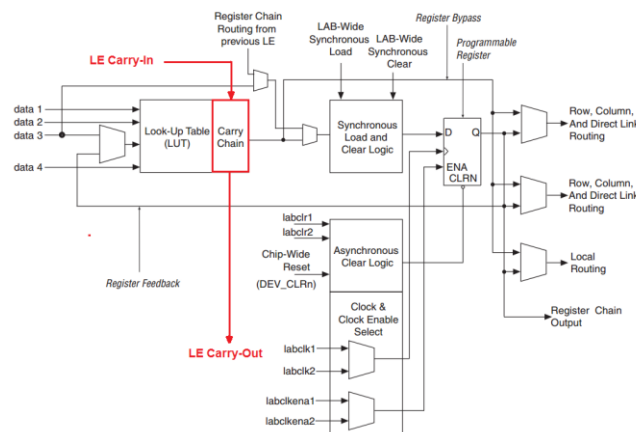 Register Chain
Routing from
previous LE
LAB-Wide
Synchronous
Load
LAB-Wide
Synchronous
Clear
Register Bypass
Programmable
Register
LE Carry-In
data 1
data 2
data 3
data 4
Look-Up Table
(LUT)
Carry
Chain
Synchronous
Load and
Clear Logic
D
Q
ENA
CLRN
Row, Column,
And Direct Link
Routing
Row, Column,
And Direct Link
Routing
Local
Routing
Register Chain
Output
Register Feedback
labclr1
labclr2
Chip-Wide
Reset
(DEV_CLRn)
Asynchronous
Clear Logic
Clock &
Clock Enable
Select
labclk1
labclk2
labclkena1
labclkena2
LE Carry-Out